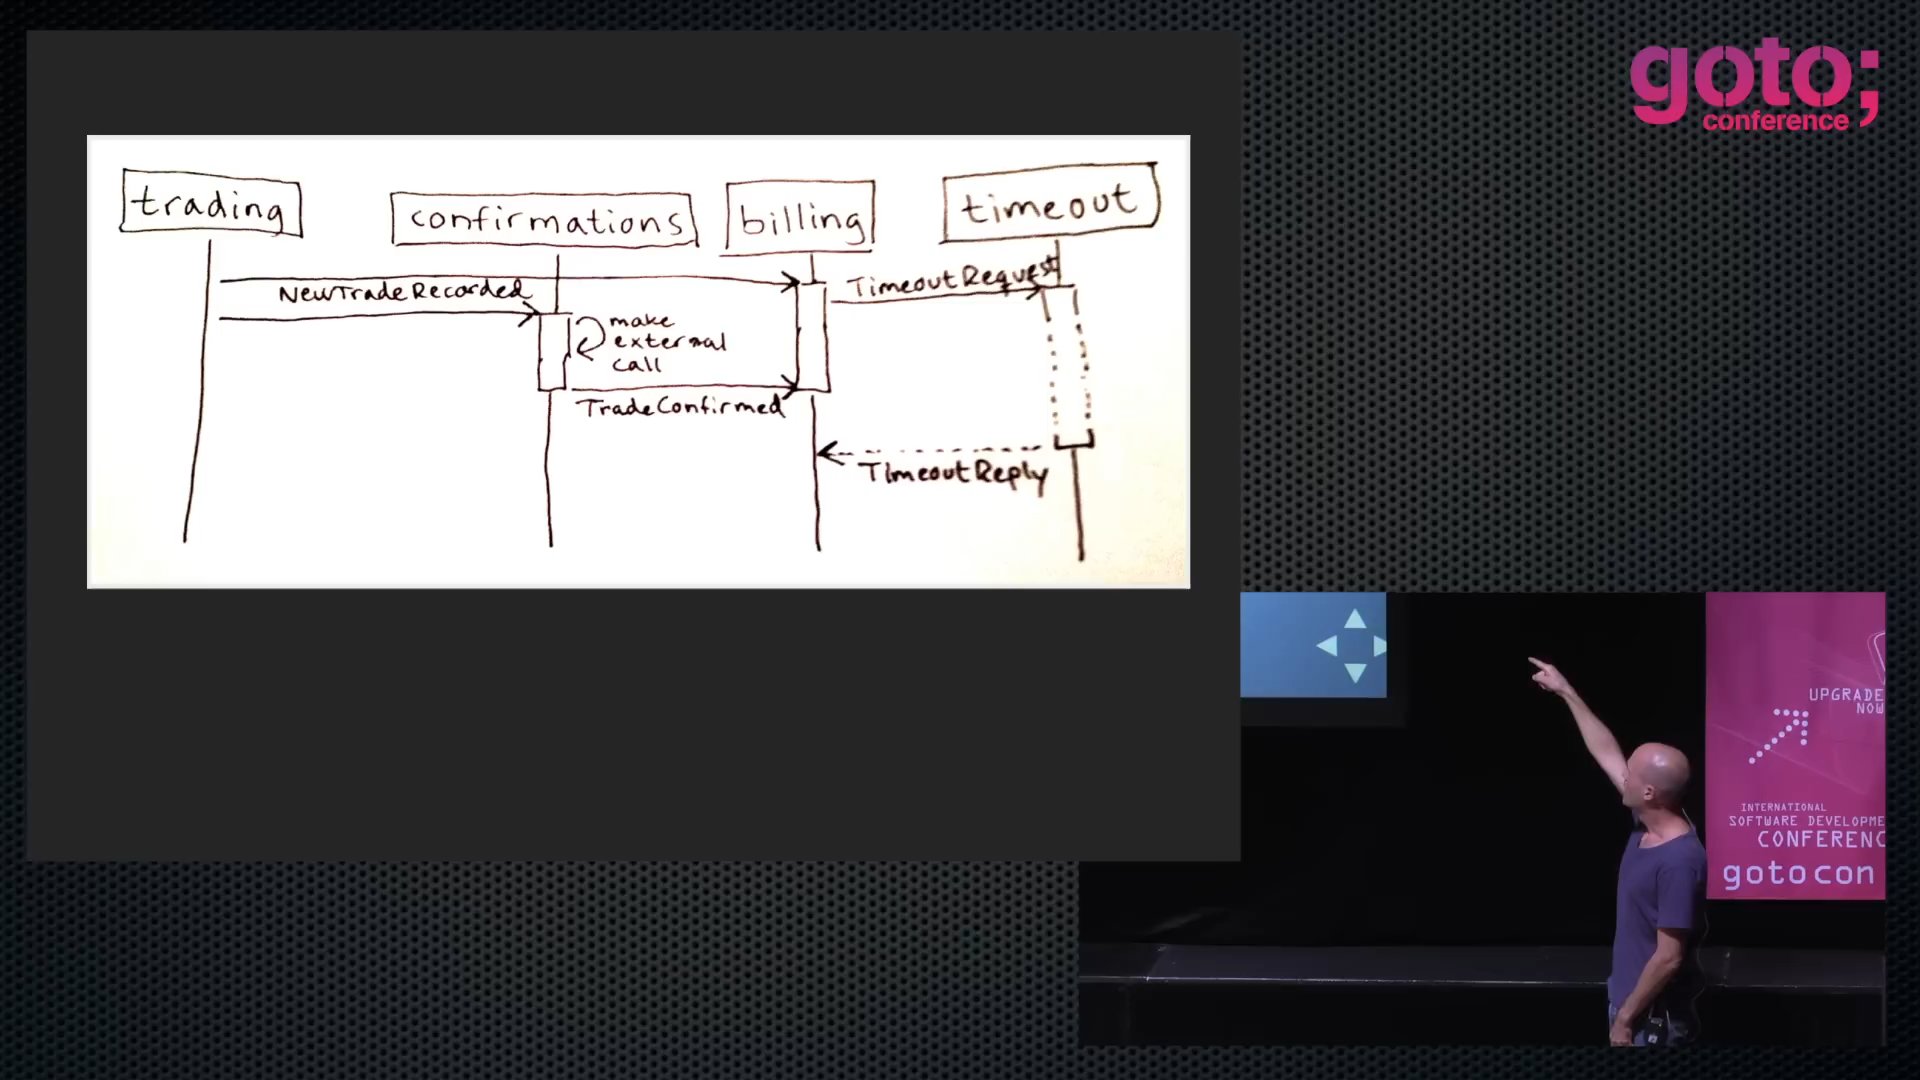 goto;
conference
trading
confirmations
billing
timeout
NewTradeRecorded
TimeoutRequest
make
external
call
TradeConfirmed
TimeoutReply
UPGRADE
NOW
INTERNATIONAL
SOFTWARE DEVELOPME
CONFERENC
gotocon